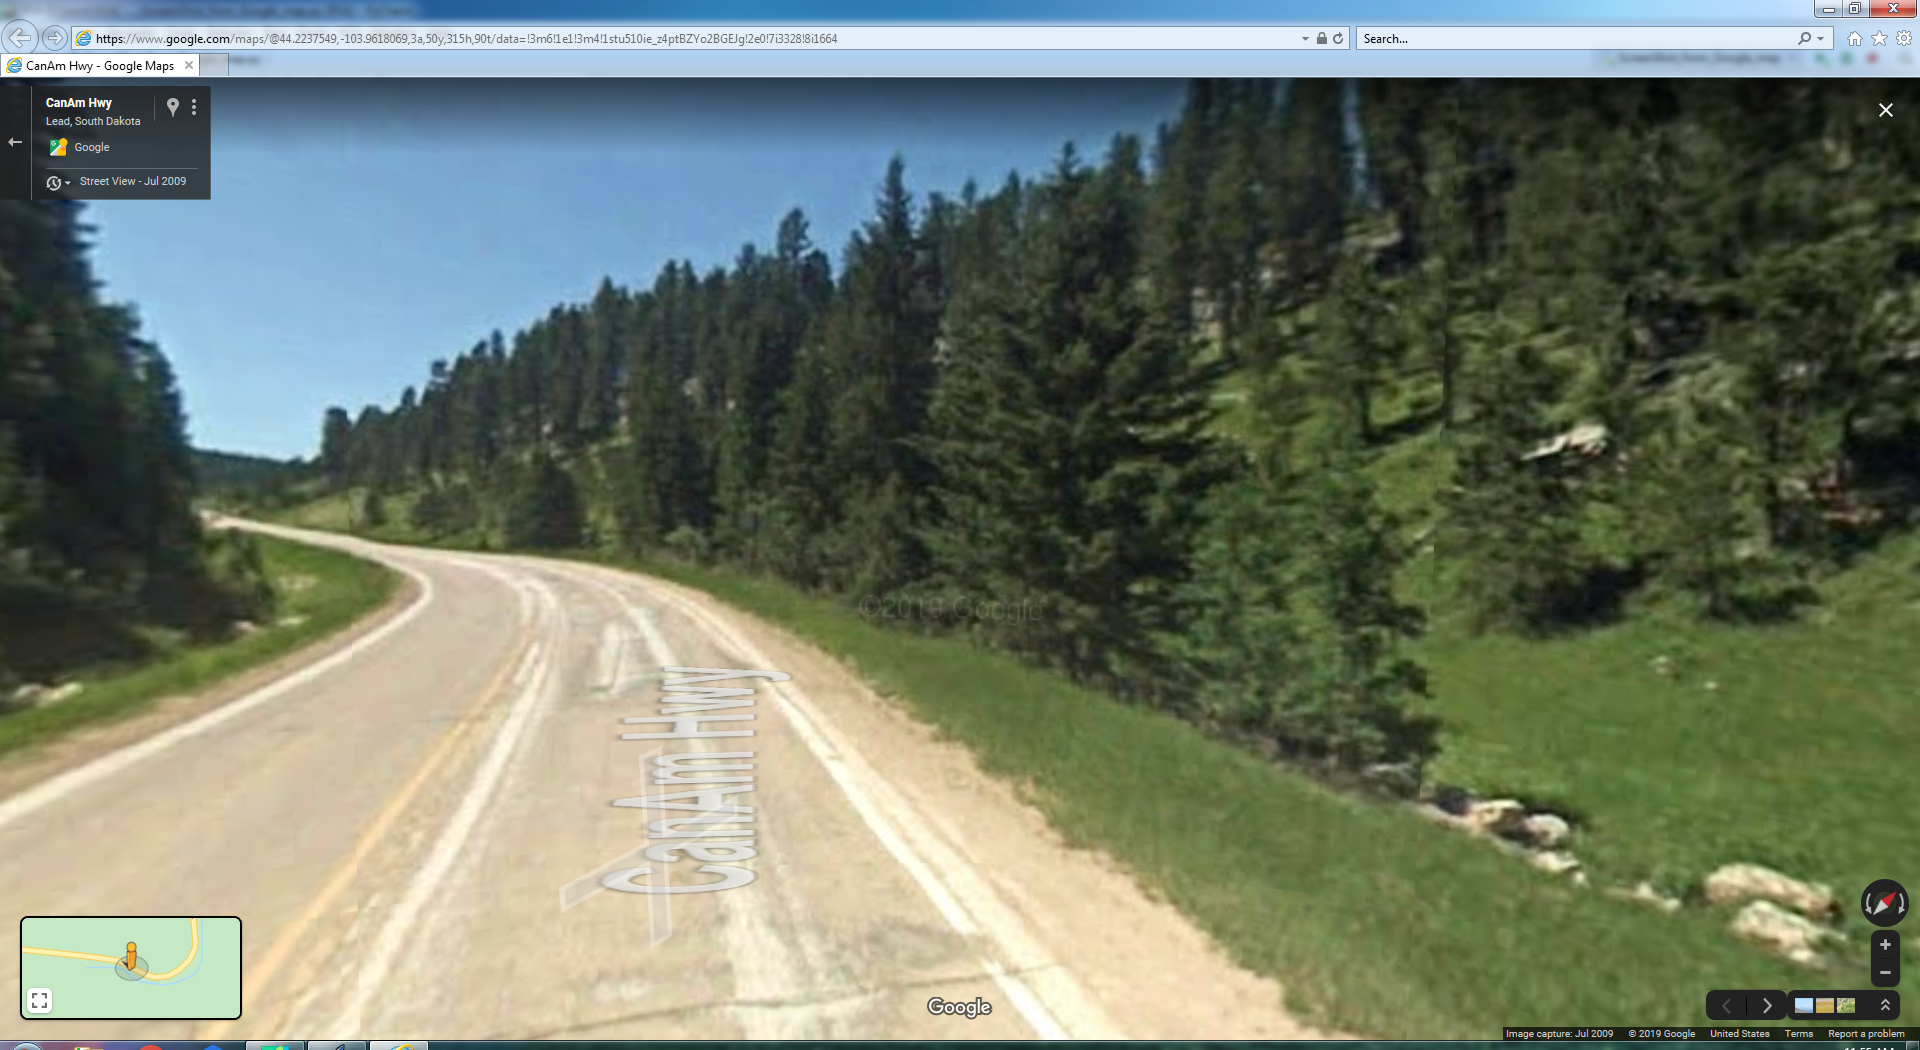 https://www.google.com/maps/@44.2237549,-103.9618069,3a,50y,315h,90t/data=!3m6!1e1!3m4!1stu510ie_z4ptBZYo2BGEJg!2e0!7i3328!8i1664
Search...
CanAm Hwy - Google Maps
CanAm Hwy
Lead, South Dakota
Google
Street View - Jul 2009
©2019 Google
CanAm Hwy
Google
Image capture: Jul 2009 © 2019 Google United States Terms Report a problem